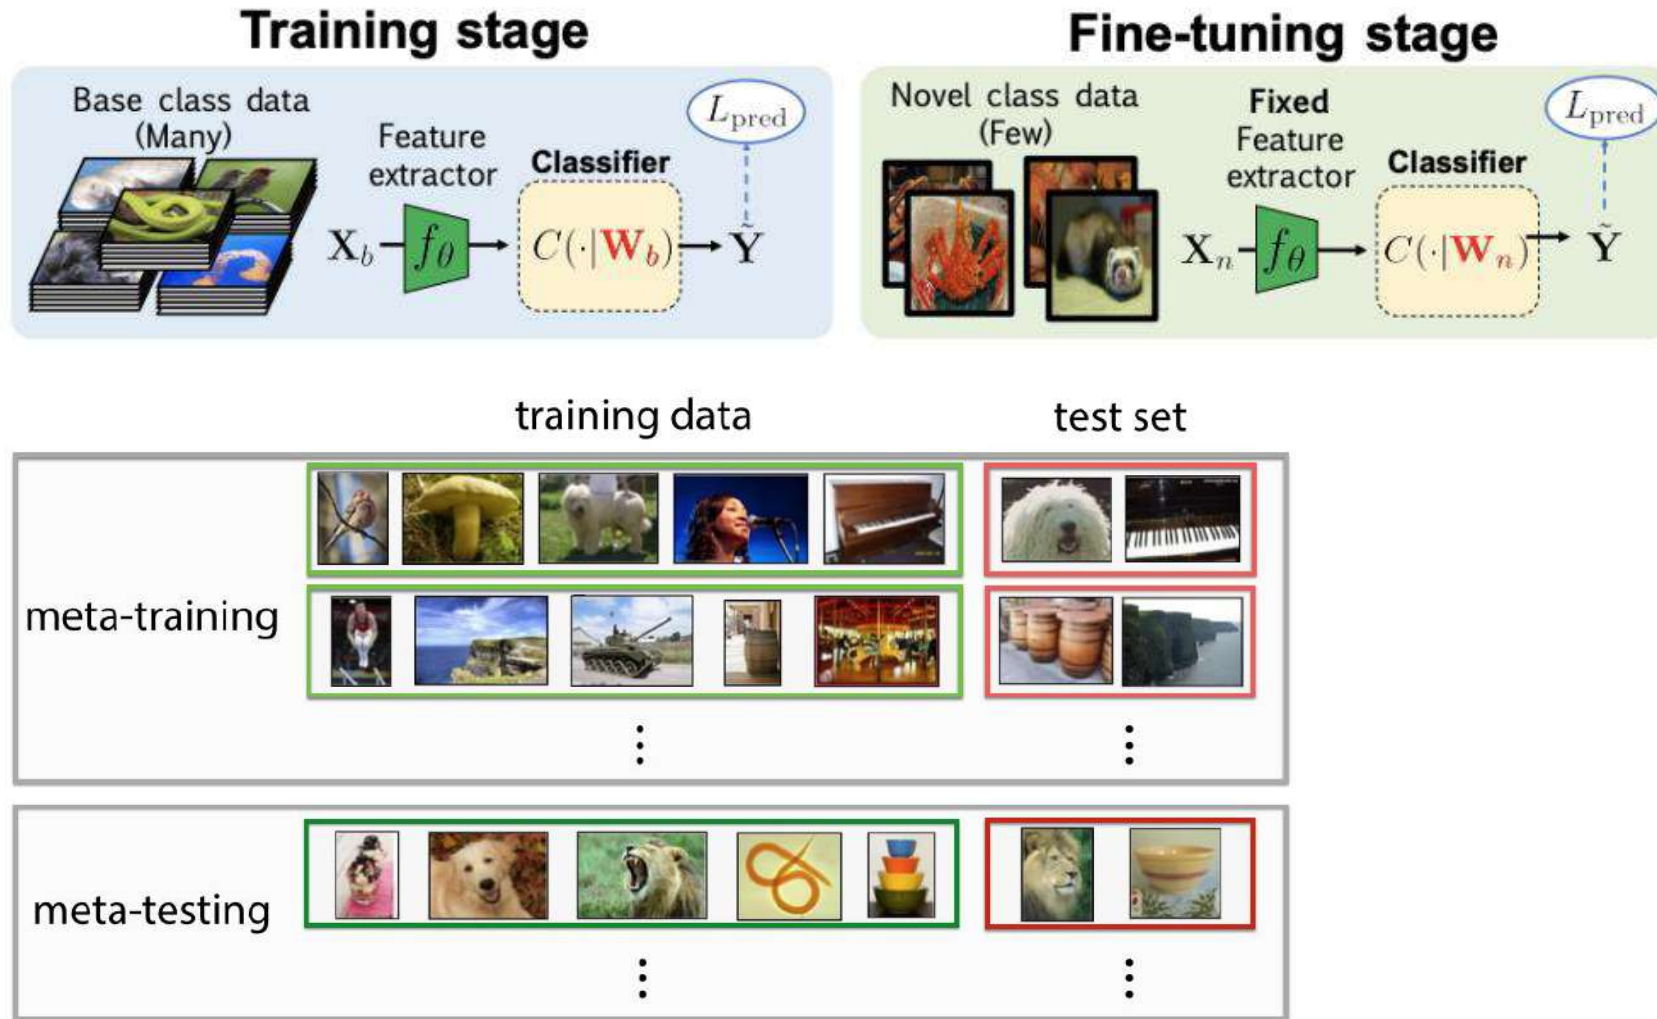 Training stage
Base class data
(Many)
Feature
extractor
Classifier
L_pred
X_b
f_θ
C(·|W_b)
Ỹ
Fine-tuning stage
Novel class data
(Few)
Fixed
Feature
extractor
Classifier
L_pred
X_n
f_θ
C(·|W_n)
Ỹ
training data
test set
meta-training
⋮
⋮
meta-testing
⋮
⋮